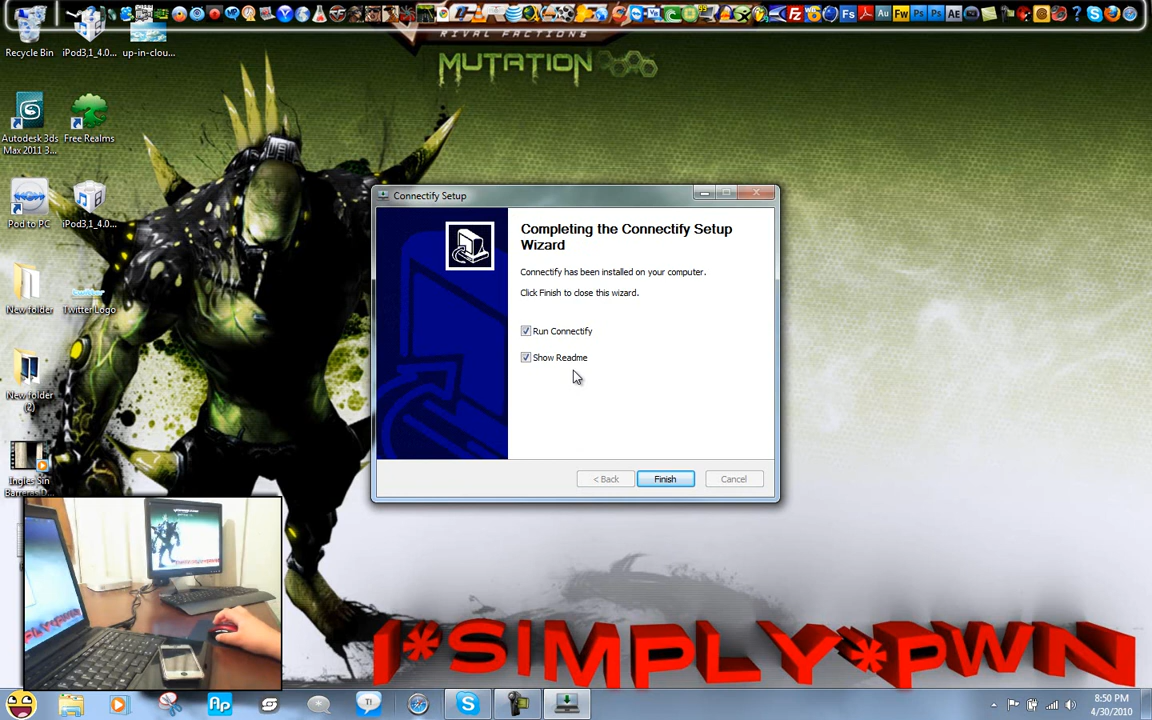 RIVAL FACTIONS
MUTATION
Recycle Bin
iPod3,1_4.0...
up-in-clou...
Autodesk 3ds
Max 2011 3...
Free Realms
Pod to PC
iPod3,1_4.0...
New folder
Twitter Logo
New folder
(2)
Ingles Sin
Barreras D...
Connectify Setup
Completing the Connectify Setup
Wizard
Connectify has been installed on your computer.
Click Finish to close this wizard.
Run Connectify
Show Readme
< Back
Finish
Cancel
I*SIMPLY*PWN
8:50 PM
4/30/2010